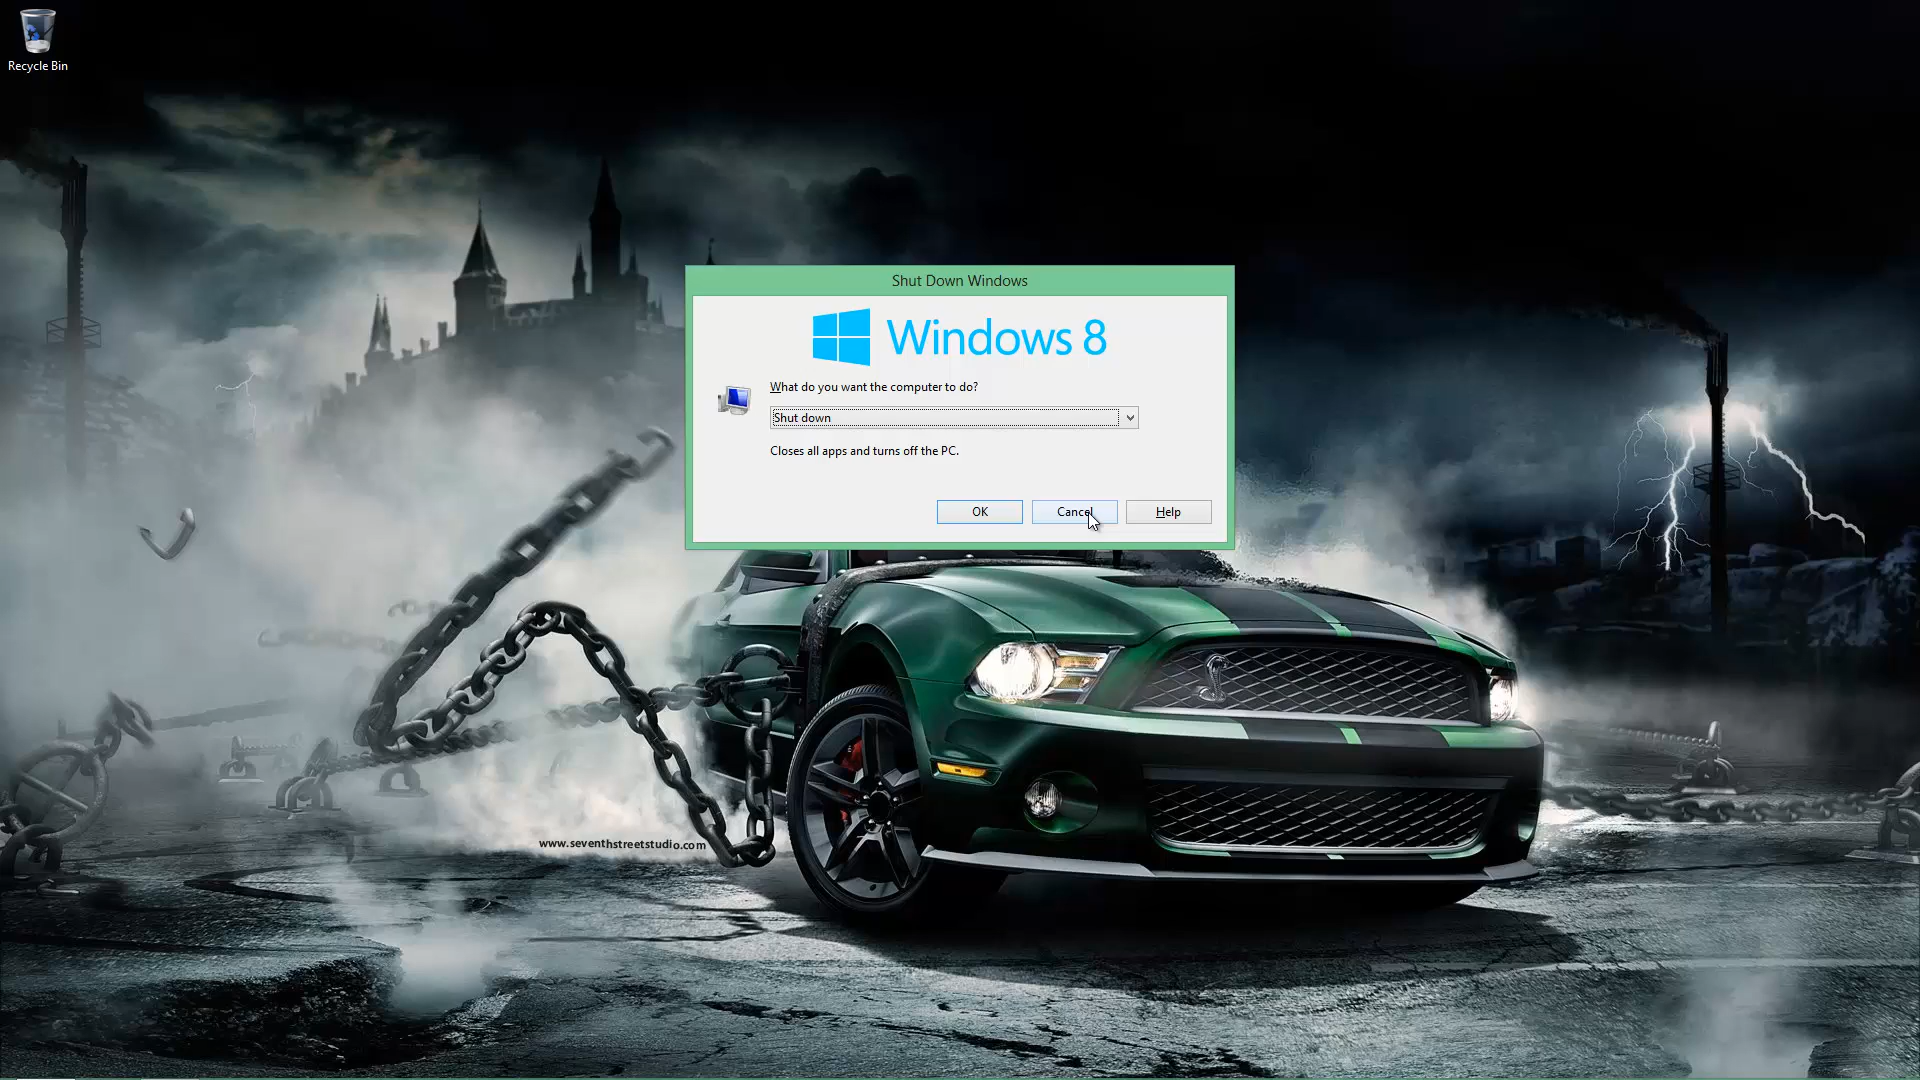 Recycle Bin
Shut Down Windows
Windows 8
What do you want the computer to do?
Shut down
Closes all apps and turns off the PC.
OK Cancel Help
www.seventhstreetstudio.com